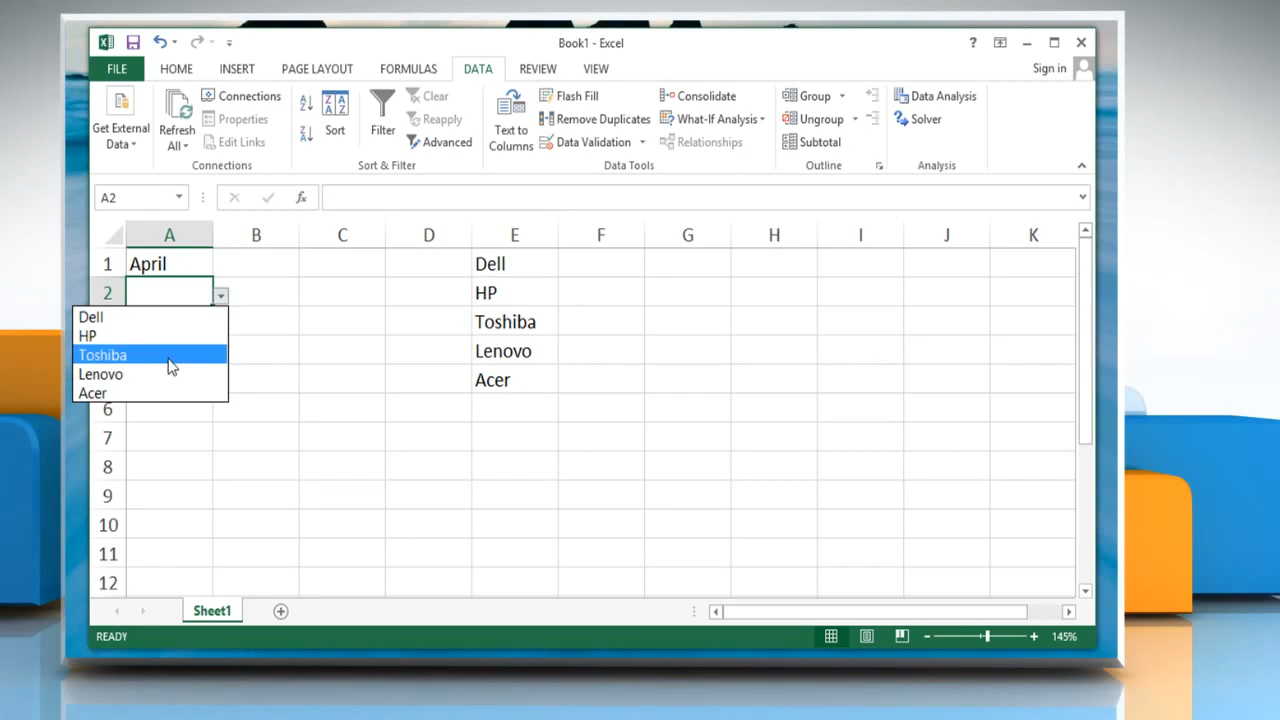 Book1 - Excel
?
FILE HOME INSERT PAGE LAYOUT FORMULAS DATA REVIEW VIEW Sign in
Get External Data
Refresh All
Connections
Properties
Edit Links
Connections
A Z
Z A
Z A A Z
Sort
Filter
Clear
Reapply
Advanced
Sort & Filter
Text to Columns
Flash Fill
Remove Duplicates
Data Validation
Consolidate
What-If Analysis
Relationships
Data Tools
Group
Ungroup
Subtotal
Outline
Data Analysis
? Solver
Analysis
A2 fx
A B C D E F G H I J K
1 April Dell
2 HP
Toshiba
Lenovo
Acer
Dell
HP
Toshiba
Lenovo
Acer
6
7
8
9
10
11
12
Sheet1
READY 145%